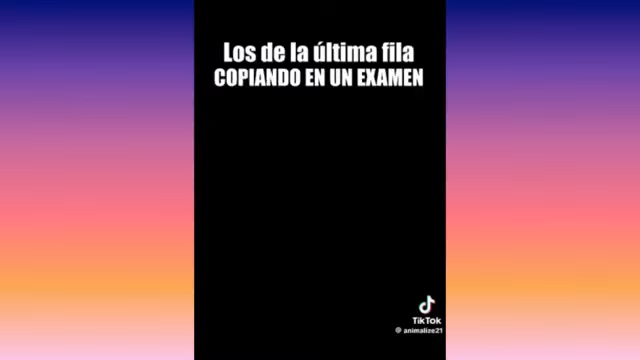 Los de la última fila
COPIANDO EN UN EXAMEN
TikTok
animalize21